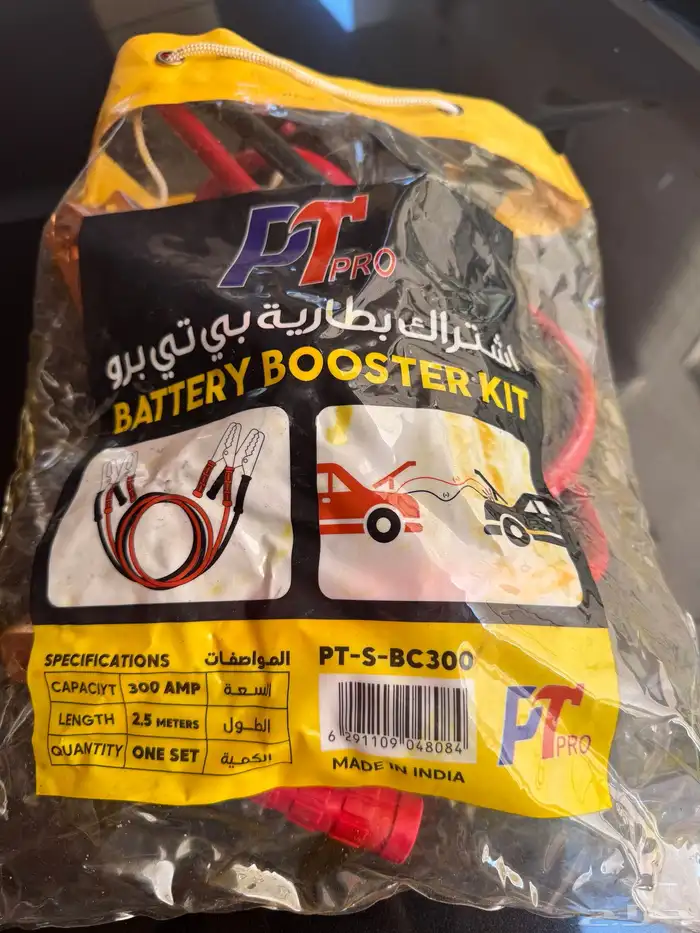 PT PRO
اشتراك بطارية بي تي برو
BATTERY BOOSTER KIT
SPECIFICATIONS المواصفات
CAPACIYT 300 AMP السعة
LENGTH 2.5 METERS الطول
QUANTITY ONE SET الكمية
PT-S-BC300
6 291109 048084
MADE IN INDIA
PT PRO